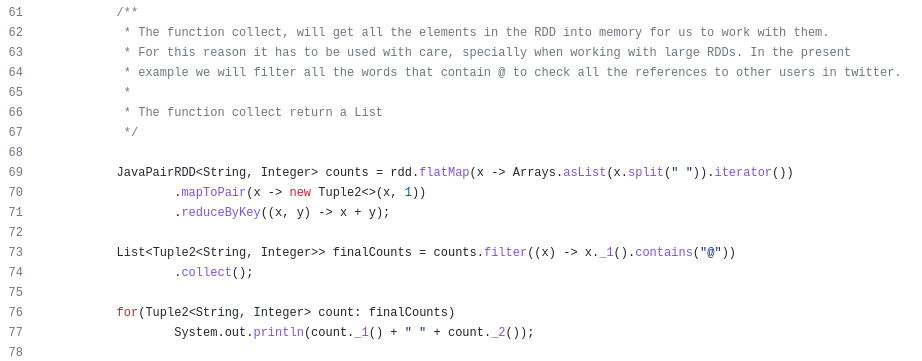 61 /**
62 * The function collect, will get all the elements in the RDD into memory for us to work with them.
63 * For this reason it has to be used with care, specially when working with large RDDs. In the present
64 * example we will filter all the words that contain @ to check all the references to other users in twitter.
65 *
66 * The function collect return a List
67 */
68
69 JavaPairRDD<String, Integer> counts = rdd.flatMap(x -> Arrays.asList(x.split(" ")).iterator())
70 .mapToPair(x -> new Tuple2<>(x, 1))
71 .reduceByKey((x, y) -> x + y);
72
73 List<Tuple2<String, Integer>> finalCounts = counts.filter((x) -> x._1().contains("@"))
74 .collect();
75
76 for(Tuple2<String, Integer> count: finalCounts)
77 System.out.println(count._1() + " " + count._2());
78